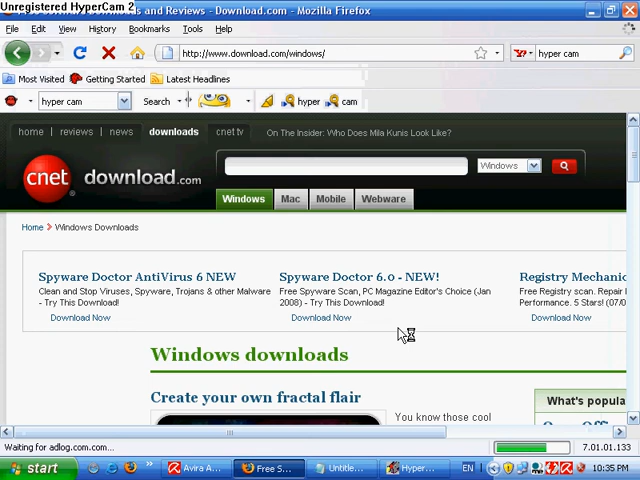 Unregistered HyperCam 2
and Reviews - Download.com - Mozilla Firefox
File Edit View History Bookmarks Tools Help
http://www.download.com/windows/
hyper cam
Most Visited Getting Started Latest Headlines
hyper cam Search hyper cam
home reviews news downloads cnet tv On The Insider: Who Does Mila Kunis Look Like?
cnet download.com Windows
Windows Mac Mobile Webware
Home Windows Downloads
Spyware Doctor AntiVirus 6 NEW
Clean and Stop Viruses, Spyware, Trojans & other Malware
- Try This Download!
Download Now
Spyware Doctor 6.0 - NEW!
Free Spyware Scan, PC Magazine Editor's Choice (Jan
2008) - Try This Download!
Download Now
Registry Mechanic
Free Registry scan. Repair
Performance. 5 Stars! (07/0
Download Now
Windows downloads
Create your own fractal flair
You know those cool
What's popula
Waiting for adlog.com.com...
7.01.01.133
start
Avira A...
Free S...
Untitle...
Hyper...
EN
10:35 PM